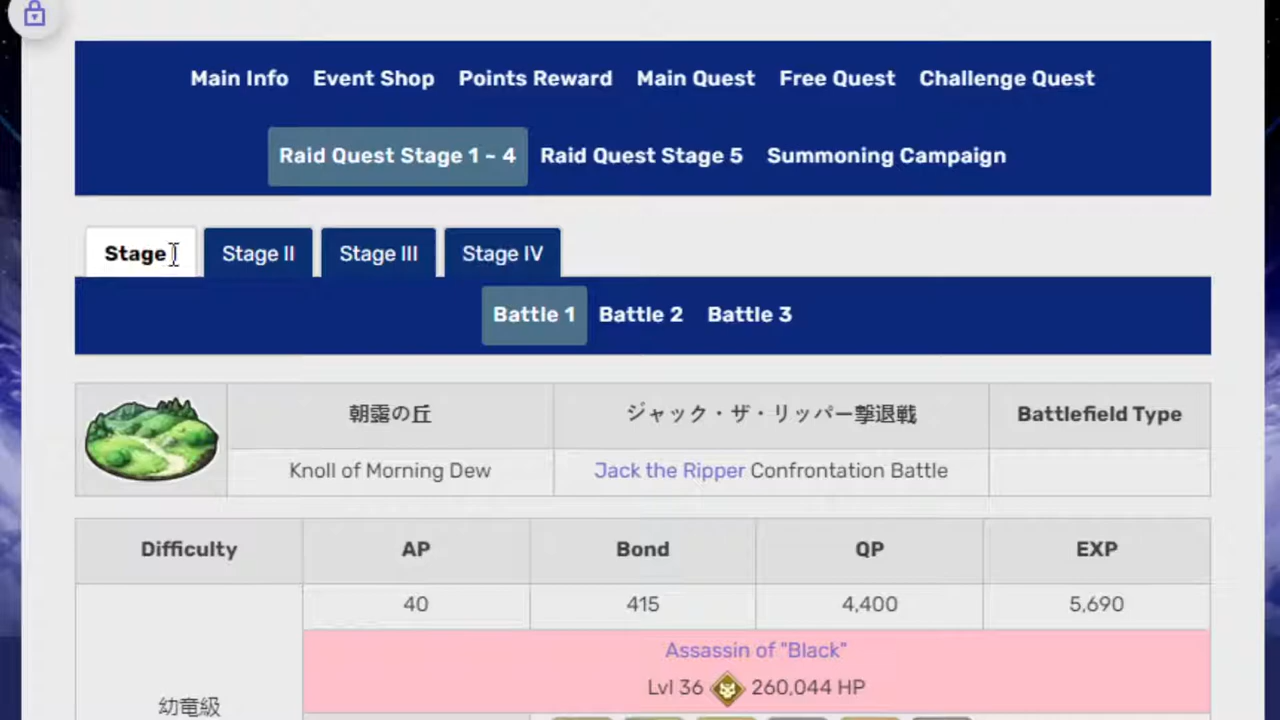 Main Info Event Shop Points Reward Main Quest Free Quest Challenge Quest
Raid Quest Stage 1 ~ 4 Raid Quest Stage 5 Summoning Campaign
Stage I Stage II Stage III Stage IV
Battle 1 Battle 2 Battle 3
朝露の丘 ジャック・ザ・リッパー撃退戦 Battlefield Type
Knoll of Morning Dew Jack the Ripper Confrontation Battle
Difficulty AP Bond QP EXP
40 415 4,400 5,690
Assassin of "Black"
Lvl 36 260,044 HP
幼竜級